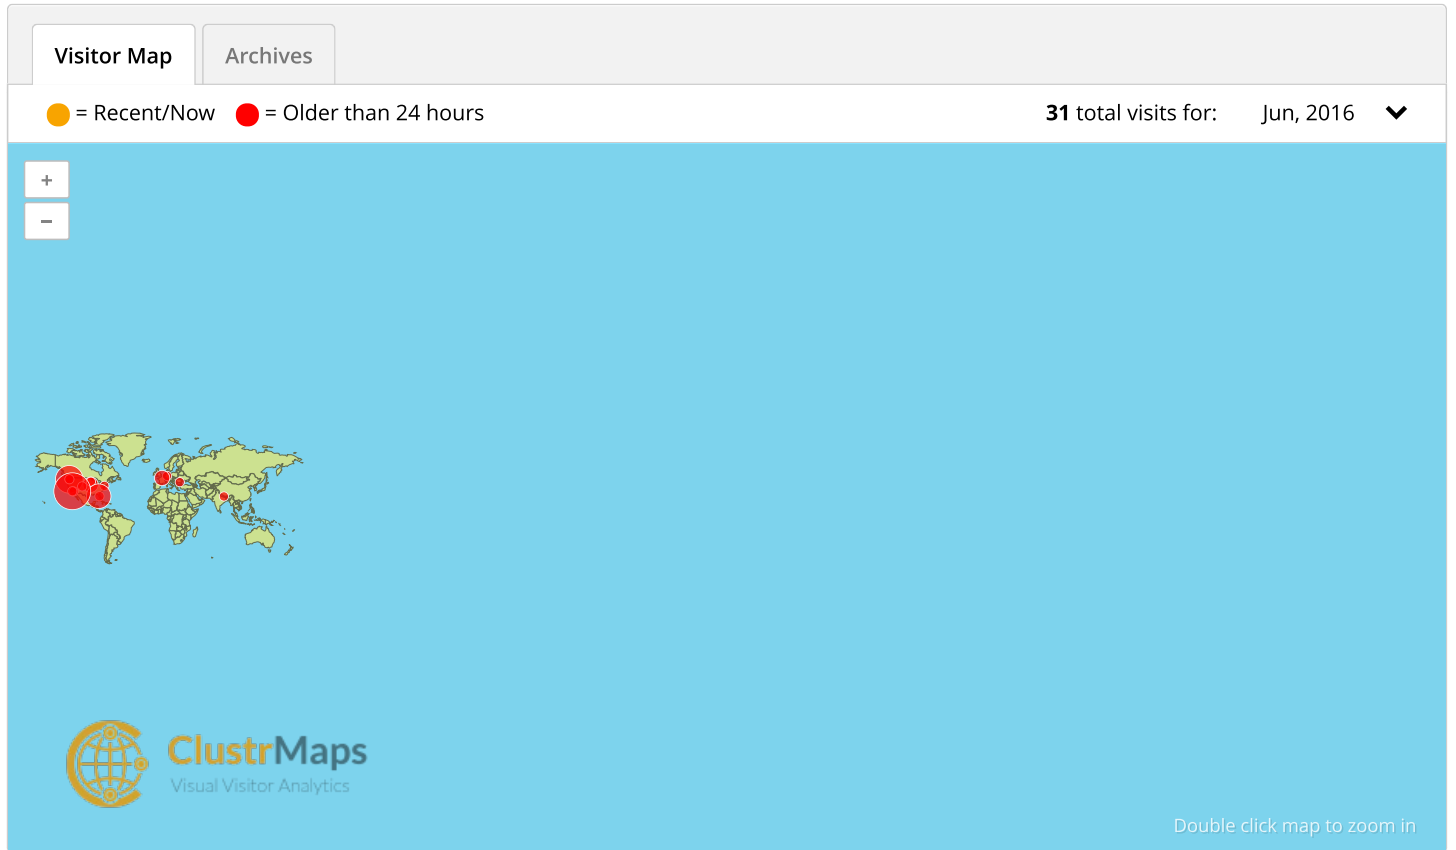 Visitor Map
Archives
= Recent/Now
= Older than 24 hours
31 total visits for:
Jun, 2016
+
−
ClustrMaps
Visual Visitor Analytics
Double click map to zoom in